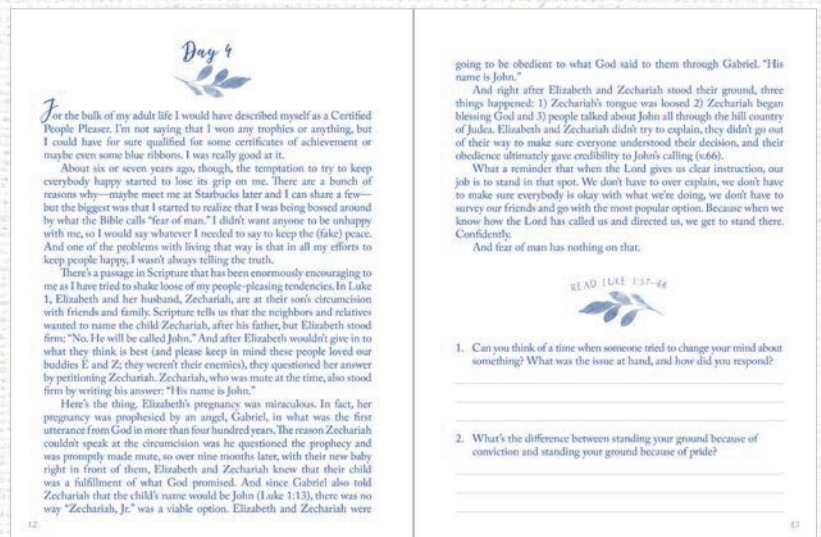 Day 4
For the bulk of my adult life I would have described myself as a Certified
People Pleaser. I'm not saying that I won any trophies or anything, but
I could have for sure qualified for some certificates of achievement or
maybe even some blue ribbons. I was really good at it.
About six or seven years ago, though, the temptation to try to keep
everybody happy started to lose its grip on me. There are a bunch of
reasons why—maybe meet me at Starbucks later and I can share a few—
but the biggest was that I started to realize that I was being bossed around
by what the Bible calls "fear of man." I didn't want anyone to be unhappy
with me, so I would say whatever I needed to say to keep the (fake) peace.
And one of the problems with living that way is that in all my efforts to
keep people happy, I wasn't always telling the truth.
There's a passage in Scripture that has been enormously encouraging to
me as I have tried to shake loose of my people-pleasing tendencies. In Luke
1, Elizabeth and her husband, Zechariah, are at their son's circumcision
with friends and family. Scripture tells us that the neighbors and relatives
wanted to name the child Zechariah, after his father, but Elizabeth stood
firm: "No. He will be called John." And after Elizabeth wouldn't give in to
what they think is best (and please keep in mind these people loved our
buddies E and Z; they weren't their enemies), they questioned her answer
by petitioning Zechariah. Zechariah, who was mute at the time, also stood
firm by writing his answer: "His name is John."
Here's the thing. Elizabeth's pregnancy was miraculous. In fact, her
pregnancy was prophesied by an angel, Gabriel, in what was the first
utterance from God in more than four hundred years. The reason Zechariah
couldn't speak at the circumcision was he questioned the prophecy and
was promptly made mute, so over nine months later, with their new baby
right in front of them, Elizabeth and Zechariah knew that their child
was a fulfillment of what God promised. And since Gabriel also told
Zechariah that the child's name would be John (Luke 1:13), there was no
way "Zechariah, Jr." was a viable option. Elizabeth and Zechariah were
12
going to be obedient to what God said to them through Gabriel. "His
name is John."
And right after Elizabeth and Zechariah stood their ground, three
things happened: 1) Zechariah's tongue was loosed 2) Zechariah began
blessing God and 3) people talked about John all through the hill country
of Judea. Elizabeth and Zechariah didn't try to explain, they didn't go out
of their way to make sure everyone understood their decision, and their
obedience ultimately gave credibility to John's calling (v.66).
What a reminder that when the Lord gives us clear instruction, our
job is to stand in that spot. We don't have to over explain, we don't have
to make sure everybody is okay with what we're doing, we don't have to
survey our friends and go with the most popular option. Because when we
know how the Lord has called us and directed us, we get to stand there.
Confidently.
And fear of man has nothing on that.
READ LUKE 1:57–66
1. Can you think of a time when someone tried to change your mind about
something? What was the issue at hand, and how did you respond?
2. What's the difference between standing your ground because of
conviction and standing your ground because of pride?
13